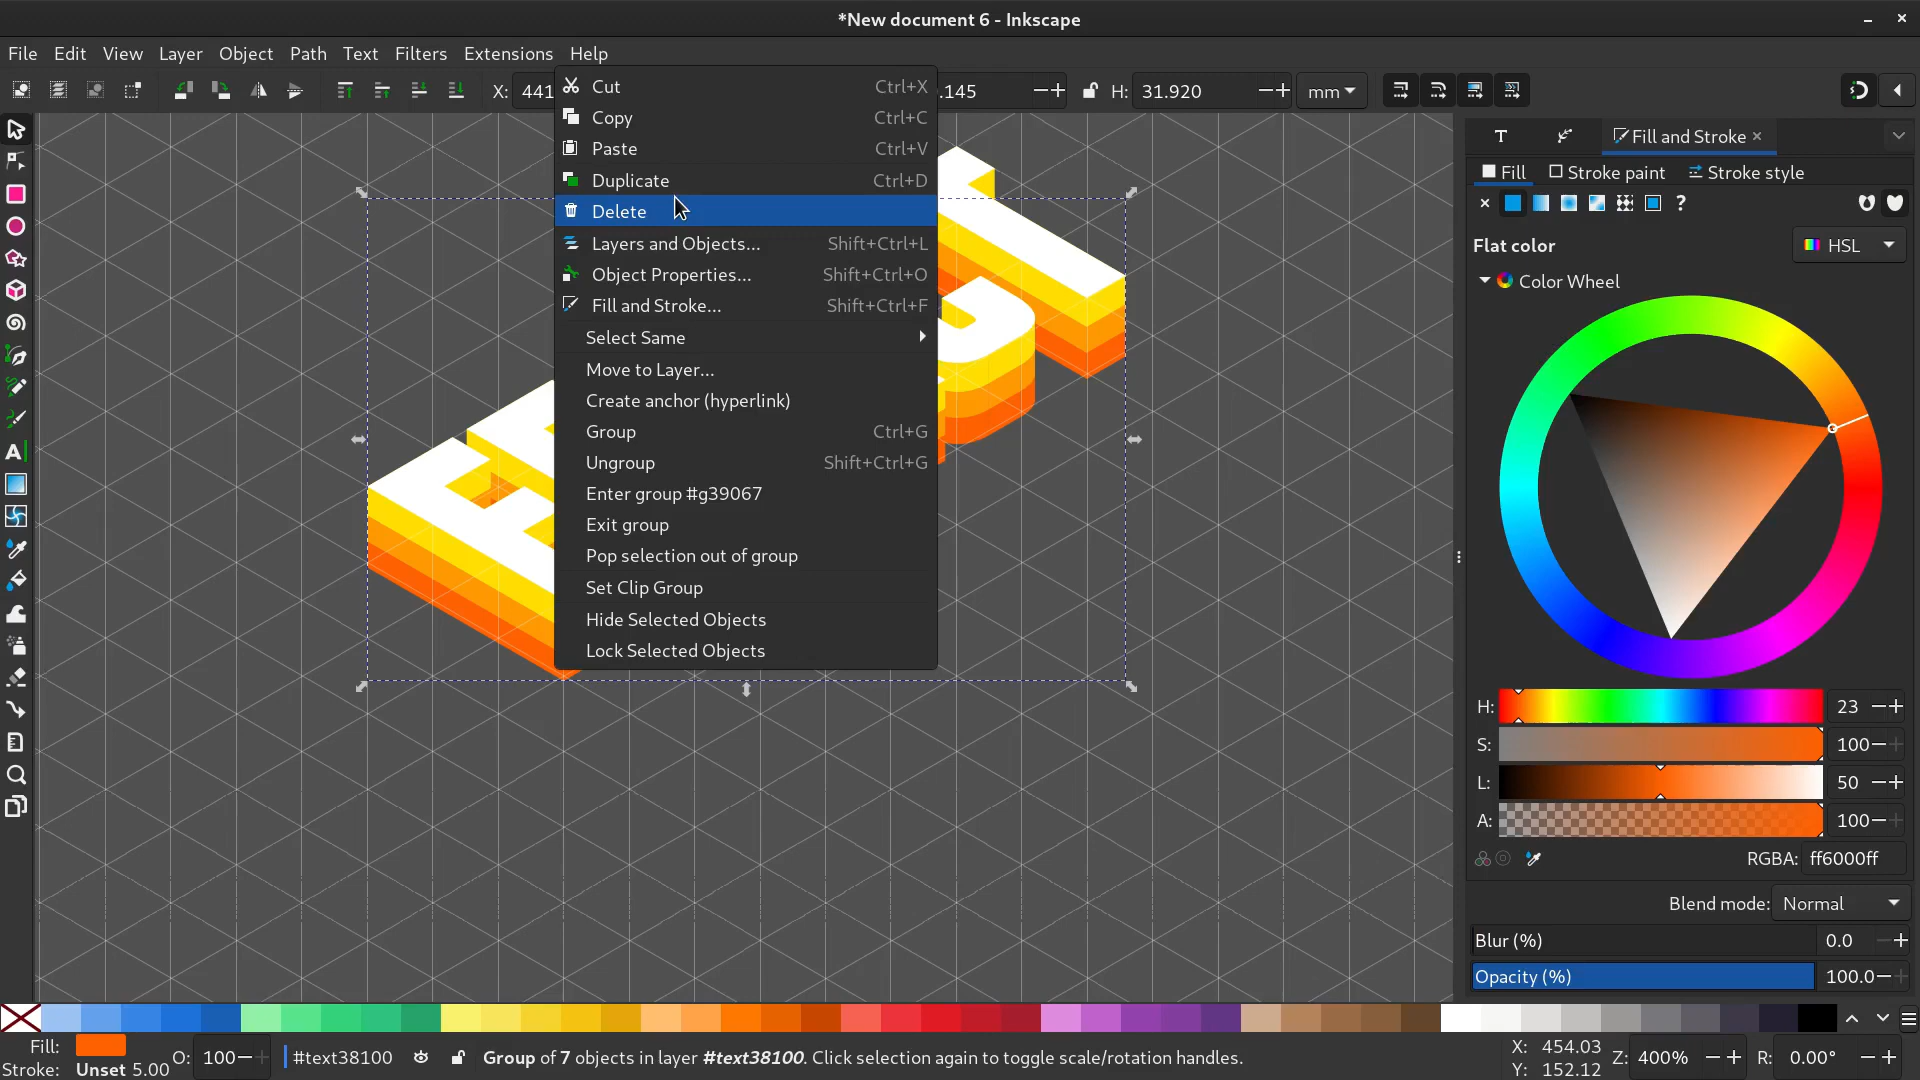 *New document 6 - Inkscape
File Edit View Layer Object Path Text Filters Extensions Help
X: 441 .145 H: 31.920 mm
Cut Ctrl+X
Copy Ctrl+C
Paste Ctrl+V
Duplicate Ctrl+D
Delete
Layers and Objects... Shift+Ctrl+L
Object Properties... Shift+Ctrl+O
Fill and Stroke... Shift+Ctrl+F
Select Same
Move to Layer...
Create anchor (hyperlink)
Group Ctrl+G
Ungroup Shift+Ctrl+G
Enter group #g39067
Exit group
Pop selection out of group
Set Clip Group
Hide Selected Objects
Lock Selected Objects
Fill and Stroke
Fill Stroke paint Stroke style
Flat color HSL
Color Wheel
H: 23
S: 100
L: 50
A: 100
RGBA: ff6000ff
Blend mode: Normal
Blur (%) 0.0
Opacity (%) 100.0
Fill: O: 100 #text38100 Group of 7 objects in layer #text38100. Click selection again to toggle scale/rotation handles. X: 454.03 Z: 400% R: 0.00°
Stroke: Unset 5.00 Y: 152.12